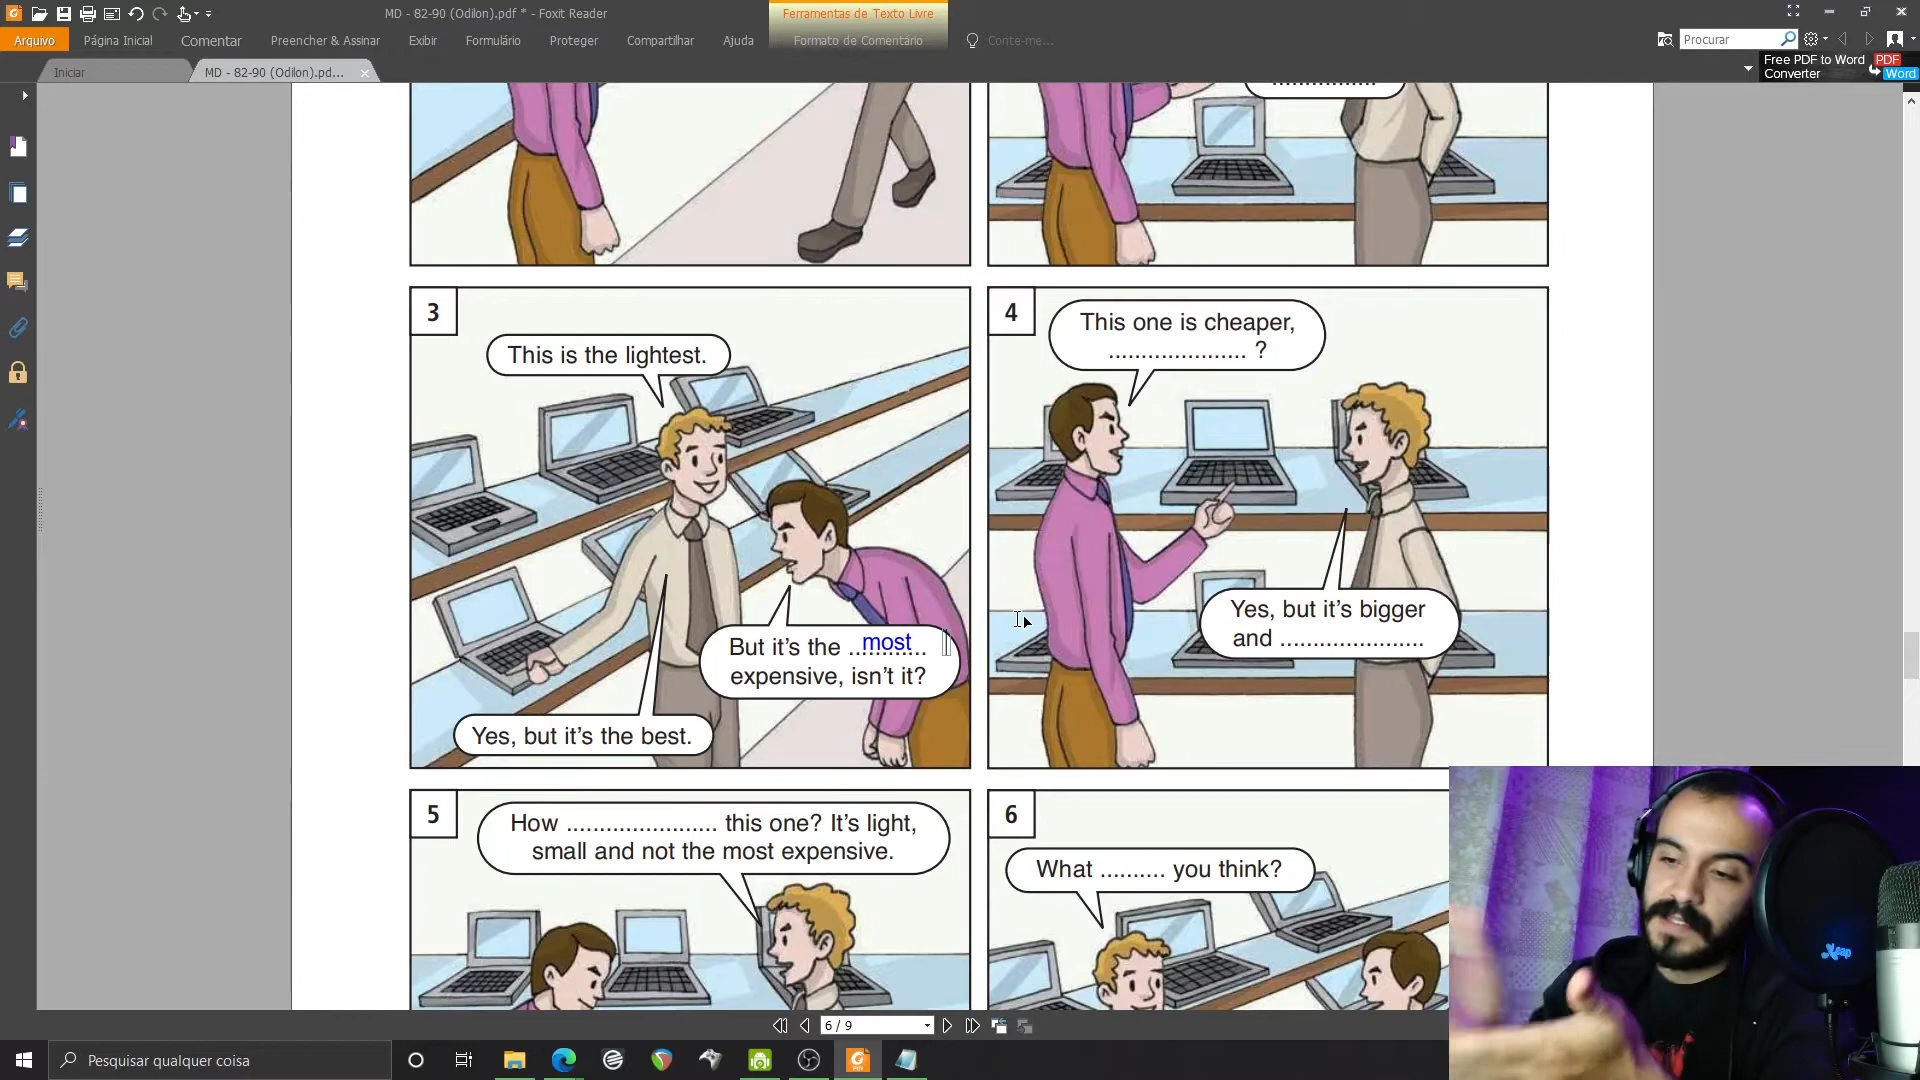 MD - 82-90 (Odilon).pdf * - Foxit Reader
Ferramentas de Texto Livre
Arquivo
Página Inicial
Comentar
Preencher & Assinar
Exibir
Formulário
Proteger
Compartilhar
Ajuda
Formato de Comentário
Conte-me...
Procurar
Iniciar
MD - 82-90 (Odilon).pd...
Free PDF to Word
Converter
PDF
Word
3
This is the lightest.
But it's the most
expensive, isn't it?
Yes, but it's the best.
4
This one is cheaper,
..................... ?
Yes, but it's bigger
and ......................
5
How ....................... this one? It's light,
small and not the most expensive.
6
What .......... you think?
6 / 9
Pesquisar qualquer coisa